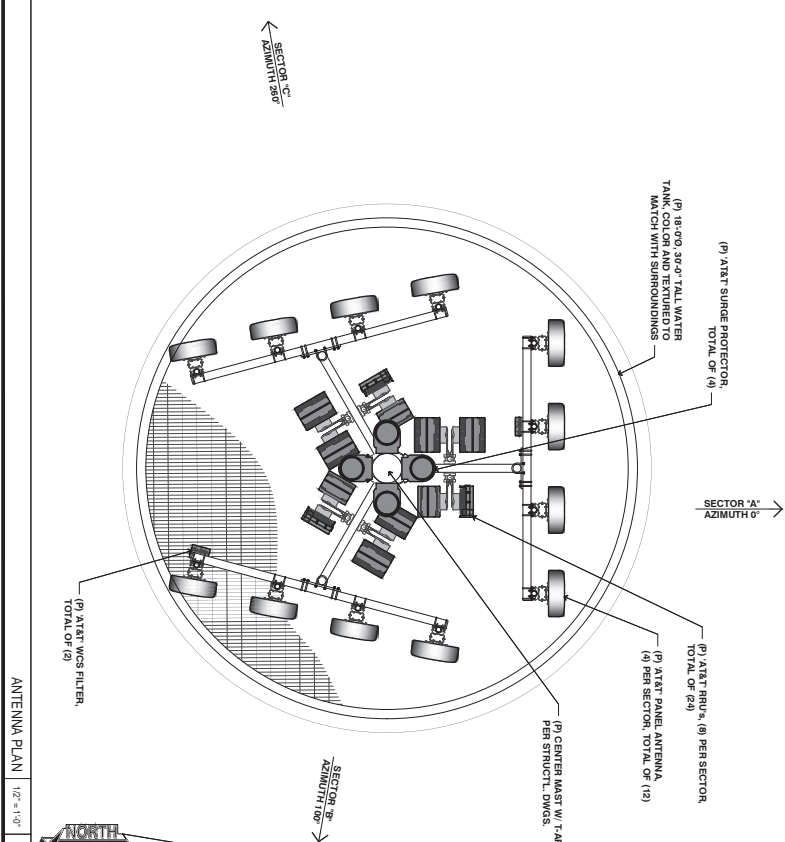 SECTOR "C"
AZIMUTH 260°
(P) 18'-0"Ø, 30'-0" TALL WATER
TANK, COLOR AND TEXTURED TO
MATCH WITH SURROUNDINGS
(P) 'AT&T' SURGE PROTECTOR,
TOTAL OF (4)
SECTOR "A"
AZIMUTH 0°
(P) 'AT&T' RRU's, (8) PER SECTOR,
TOTAL OF (24)
(P) 'AT&T' PANEL ANTENNA,
(4) PER SECTOR, TOTAL OF (12)
(P) CENTER MAST W/
PER STRUCT'L. DWGS.
SECTOR "B"
AZIMUTH 100°
(P) 'AT&T' WCS FILTER,
TOTAL OF (2)
ANTENNA PLAN
1/2" = 1'-0"
NORTH